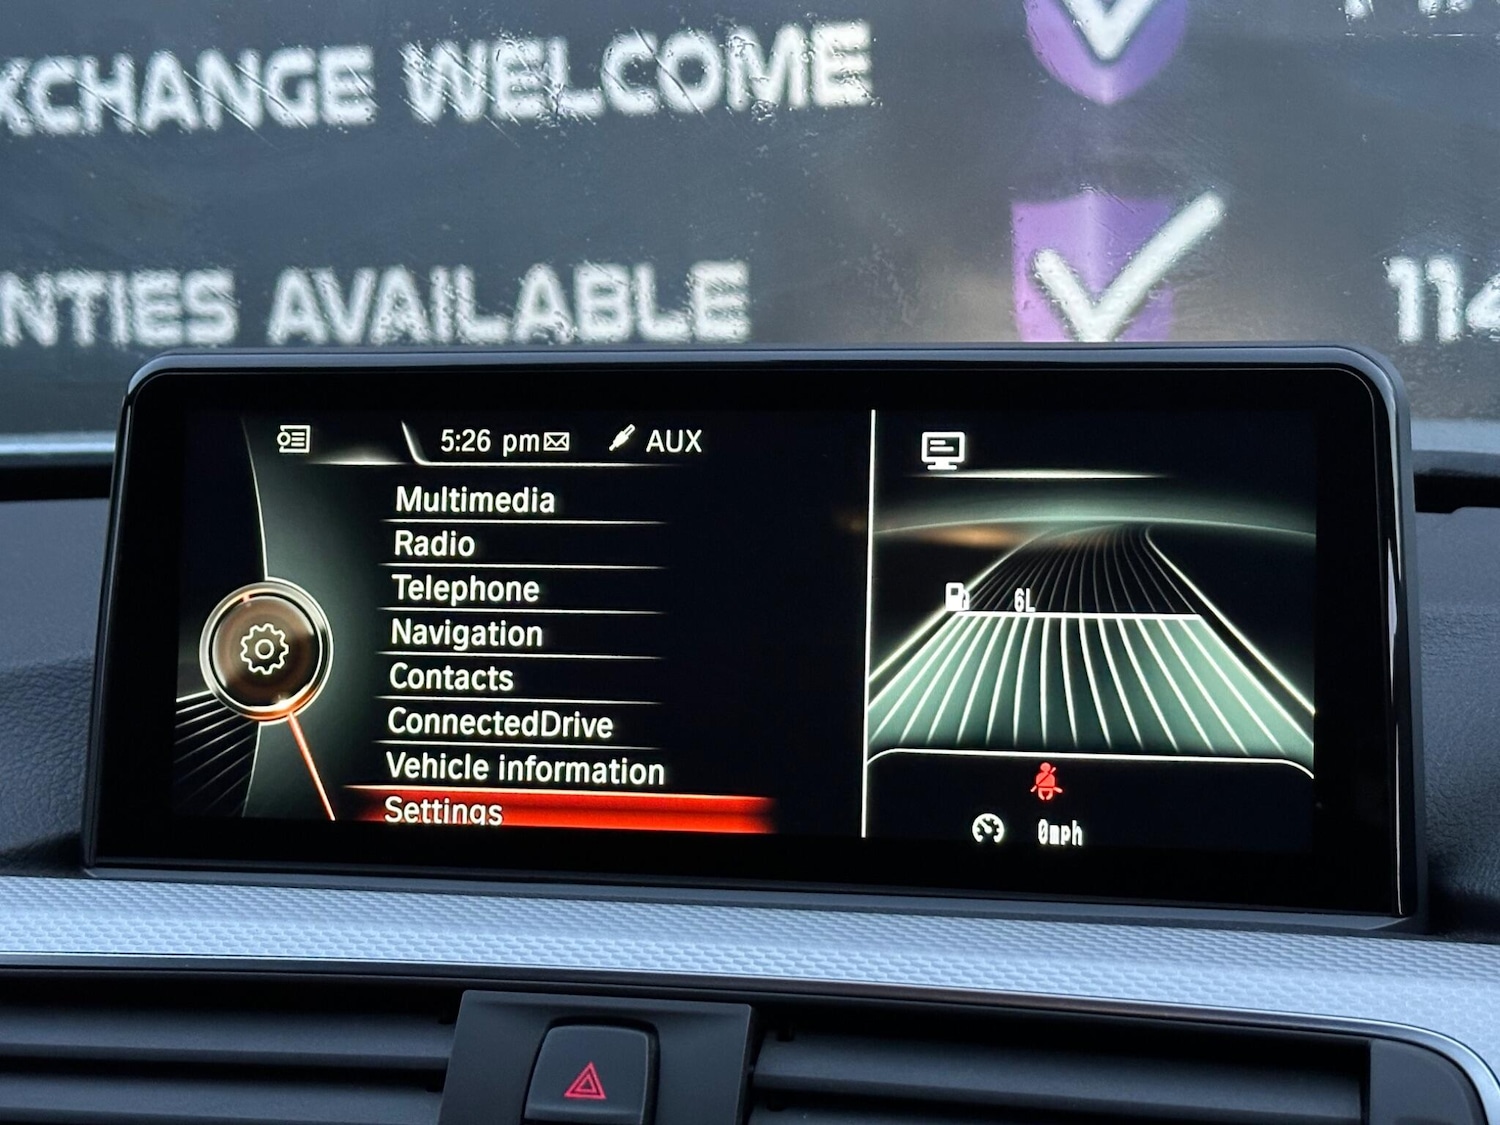 XCHANGE WELCOME
NTIES AVAILABLE
114
5:26 pm
AUX
Multimedia
Radio
Telephone
Navigation
Contacts
ConnectedDrive
Vehicle information
Settings
6L
0mph